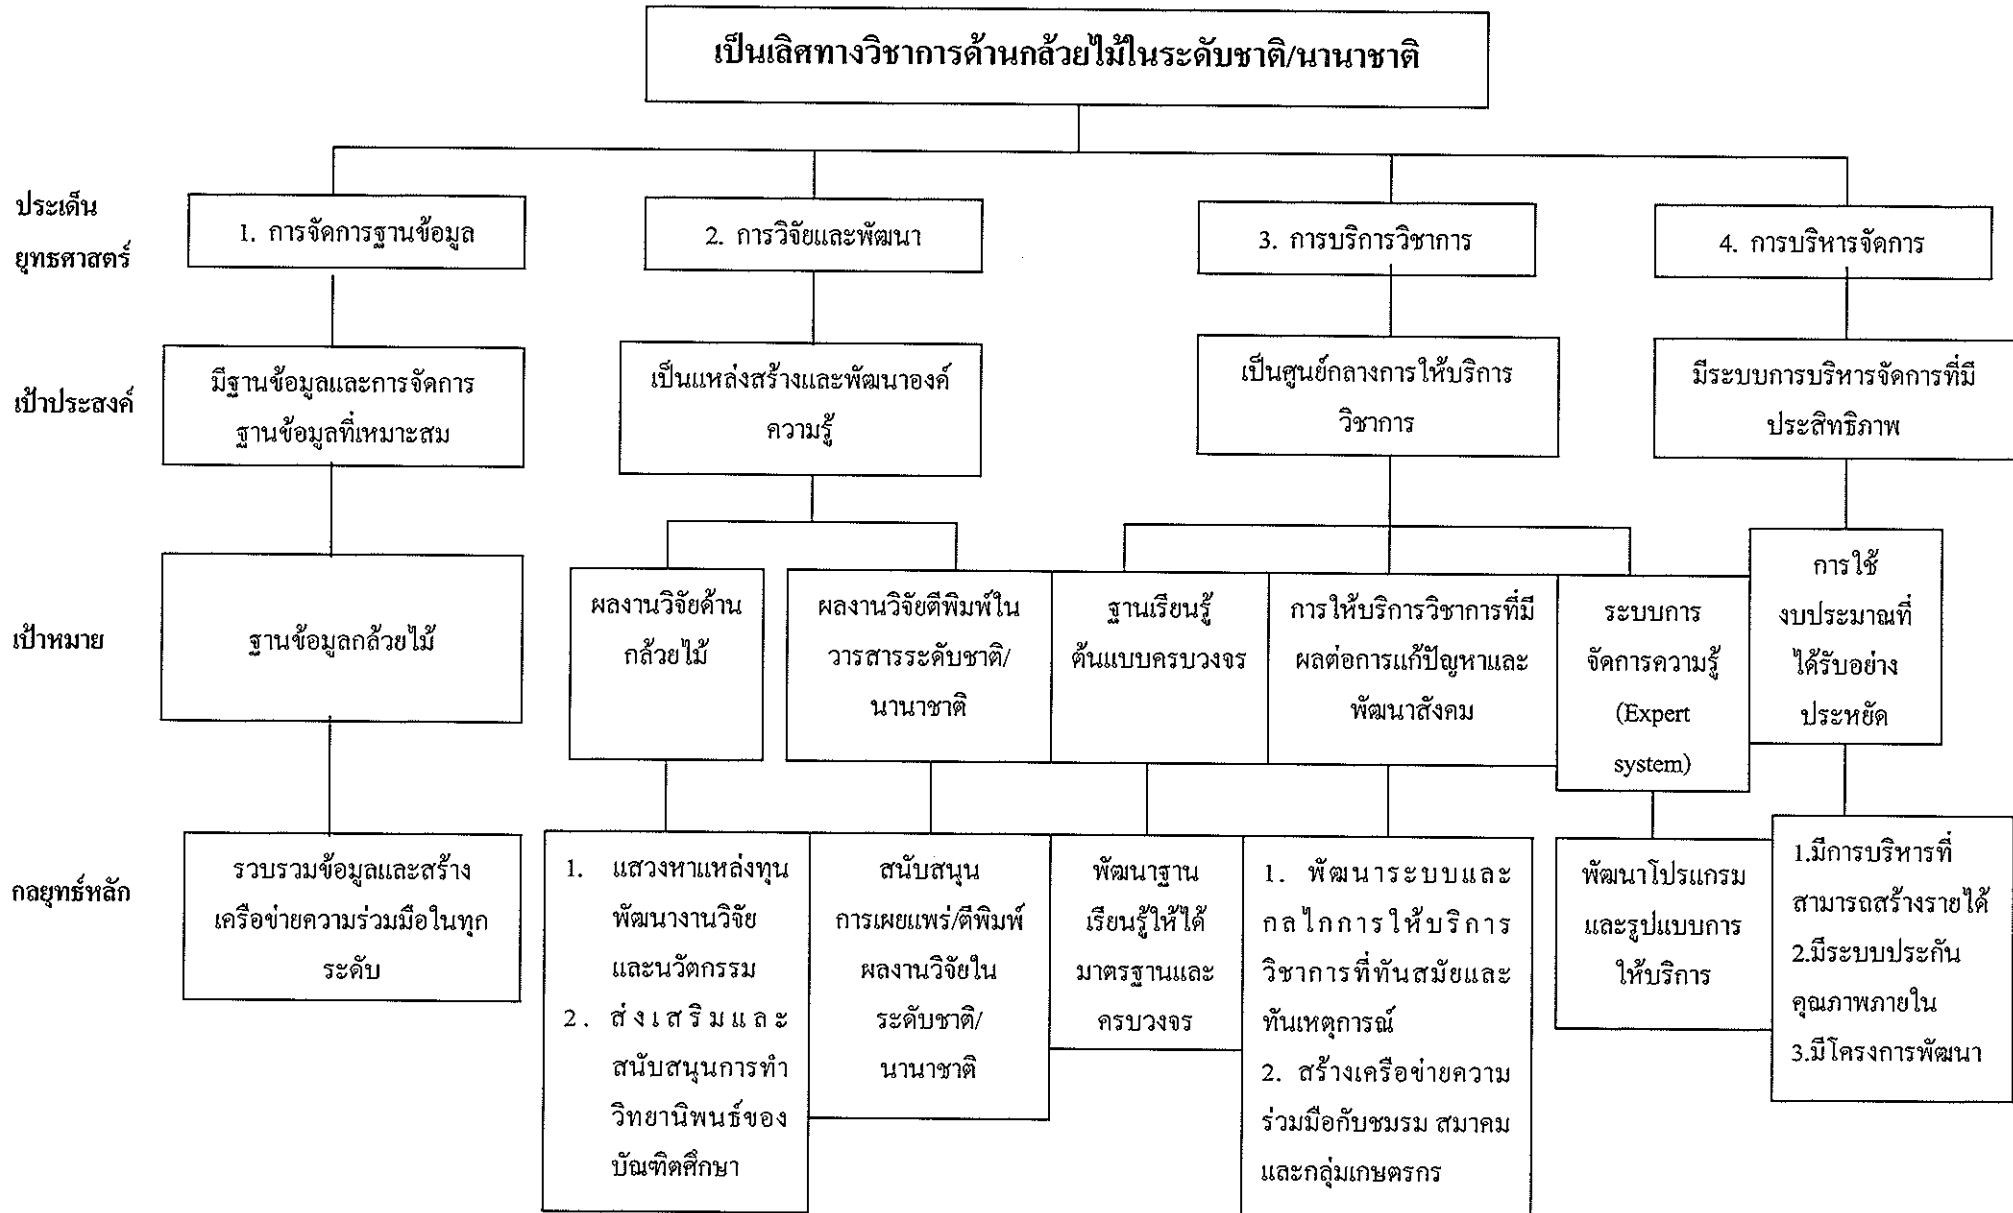 เป็นเลิศทางวิชาการด้านกล้วยไม้ในระดับชาติ/นานาชาติ
ประเด็น
ยุทธศาสตร์
1. การจัดการฐานข้อมูล
2. การวิจัยและพัฒนา
3. การบริการวิชาการ
4. การบริหารจัดการ
เป้าประสงค์
มีฐานข้อมูลและการจัดการ
ฐานข้อมูลที่เหมาะสม
เป็นแหล่งสร้างและพัฒนาองค์
ความรู้
เป็นศูนย์กลางการให้บริการ
วิชาการ
มีระบบการบริหารจัดการที่มี
ประสิทธิภาพ
เป้าหมาย
ฐานข้อมูลกล้วยไม้
ผลงานวิจัยด้าน
กล้วยไม้
ผลงานวิจัยตีพิมพ์ใน
วารสารระดับชาติ/
นานาชาติ
ฐานเรียนรู้
ต้นแบบครบวงจร
การให้บริการวิชาการที่มี
ผลต่อการแก้ปัญหาและ
พัฒนาสังคม
ระบบการ
จัดการความรู้
(Expert
system)
การใช้
งบประมาณที่
ได้รับอย่าง
ประหยัด
กลยุทธ์หลัก
รวบรวมข้อมูลและสร้าง
เครือข่ายความร่วมมือในทุก
ระดับ
1. แสวงหาแหล่งทุน
พัฒนางานวิจัย
และนวัตกรรม
2. ส่งเสริมและ
สนับสนุนการทำ
วิทยานิพนธ์ของ
บัณฑิตศึกษา
สนับสนุน
การเผยแพร่/ตีพิมพ์
ผลงานวิจัยใน
ระดับชาติ/
นานาชาติ
พัฒนาฐาน
เรียนรู้ให้ได้
มาตรฐานและ
ครบวงจร
1. พัฒนาระบบและ
กลไกการให้บริการ
วิชาการที่ทันสมัยและ
ทันเหตุการณ์
2. สร้างเครือข่ายความ
ร่วมมือกับชมรม สมาคม
และกลุ่มเกษตรกร
พัฒนาโปรแกรม
และรูปแบบการ
ให้บริการ
1.มีการบริหารที่
สามารถสร้างรายได้
2.มีระบบประกัน
คุณภาพภายใน
3.มีโครงการพัฒนา